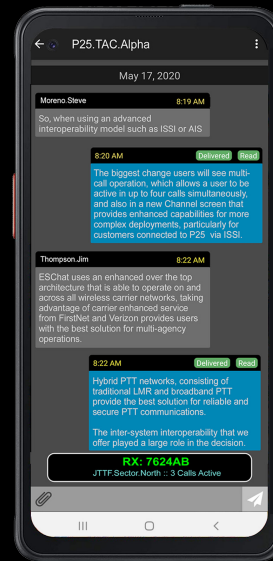 P25.TAC.Alpha
May 17, 2020
Moreno.Steve 8:19 AM
So, when using an advanced
interoperability model such as ISSI or AIS
8:20 AM Delivered Read
The biggest change users will see multi-
call operation, which allows a user to be
active in up to four calls simultaneously,
and also in a new Channel screen that
provides enhanced capabilities for more
complex deployments, particularly for
customers connected to P25 via ISSI.
Thompson.Jim 8:22 AM
ESChat uses an enhanced over the top
architecture that is able to operate on and
across all wireless carrier networks, taking
advantage of carrier enhanced service
from FirstNet and Verizon provides users
with the best solution for multi-agency
operations.
8:22 AM Delivered Read
Hybrid PTT networks, consisting of
traditional LMR and broadband PTT
provide the best solution for reliable and
secure PTT communications.
The inter-system interoperability that we
offer played a large role in the decision.
RX: 7624AB
JTTF.Sector.North :: 3 Calls Active